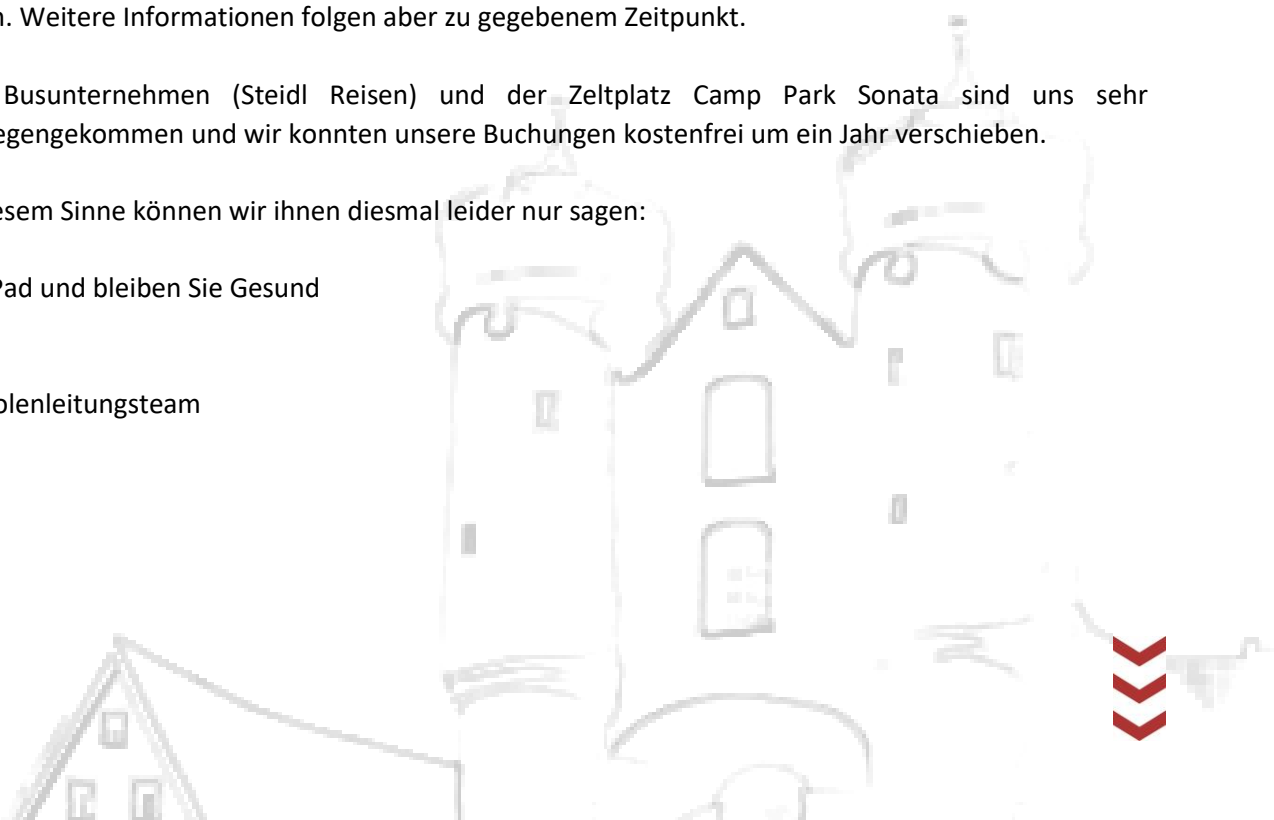 n. Weitere Informationen folgen aber zu gegebenem Zeitpunkt.
Busunternehmen (Steidl Reisen) und der Zeltplatz Camp Park Sonata sind uns sehr
egengekommen und wir konnten unsere Buchungen kostenfrei um ein Jahr verschieben.
esem Sinne können wir ihnen diesmal leider nur sagen:
Pad und bleiben Sie Gesund
olenleitungsteam